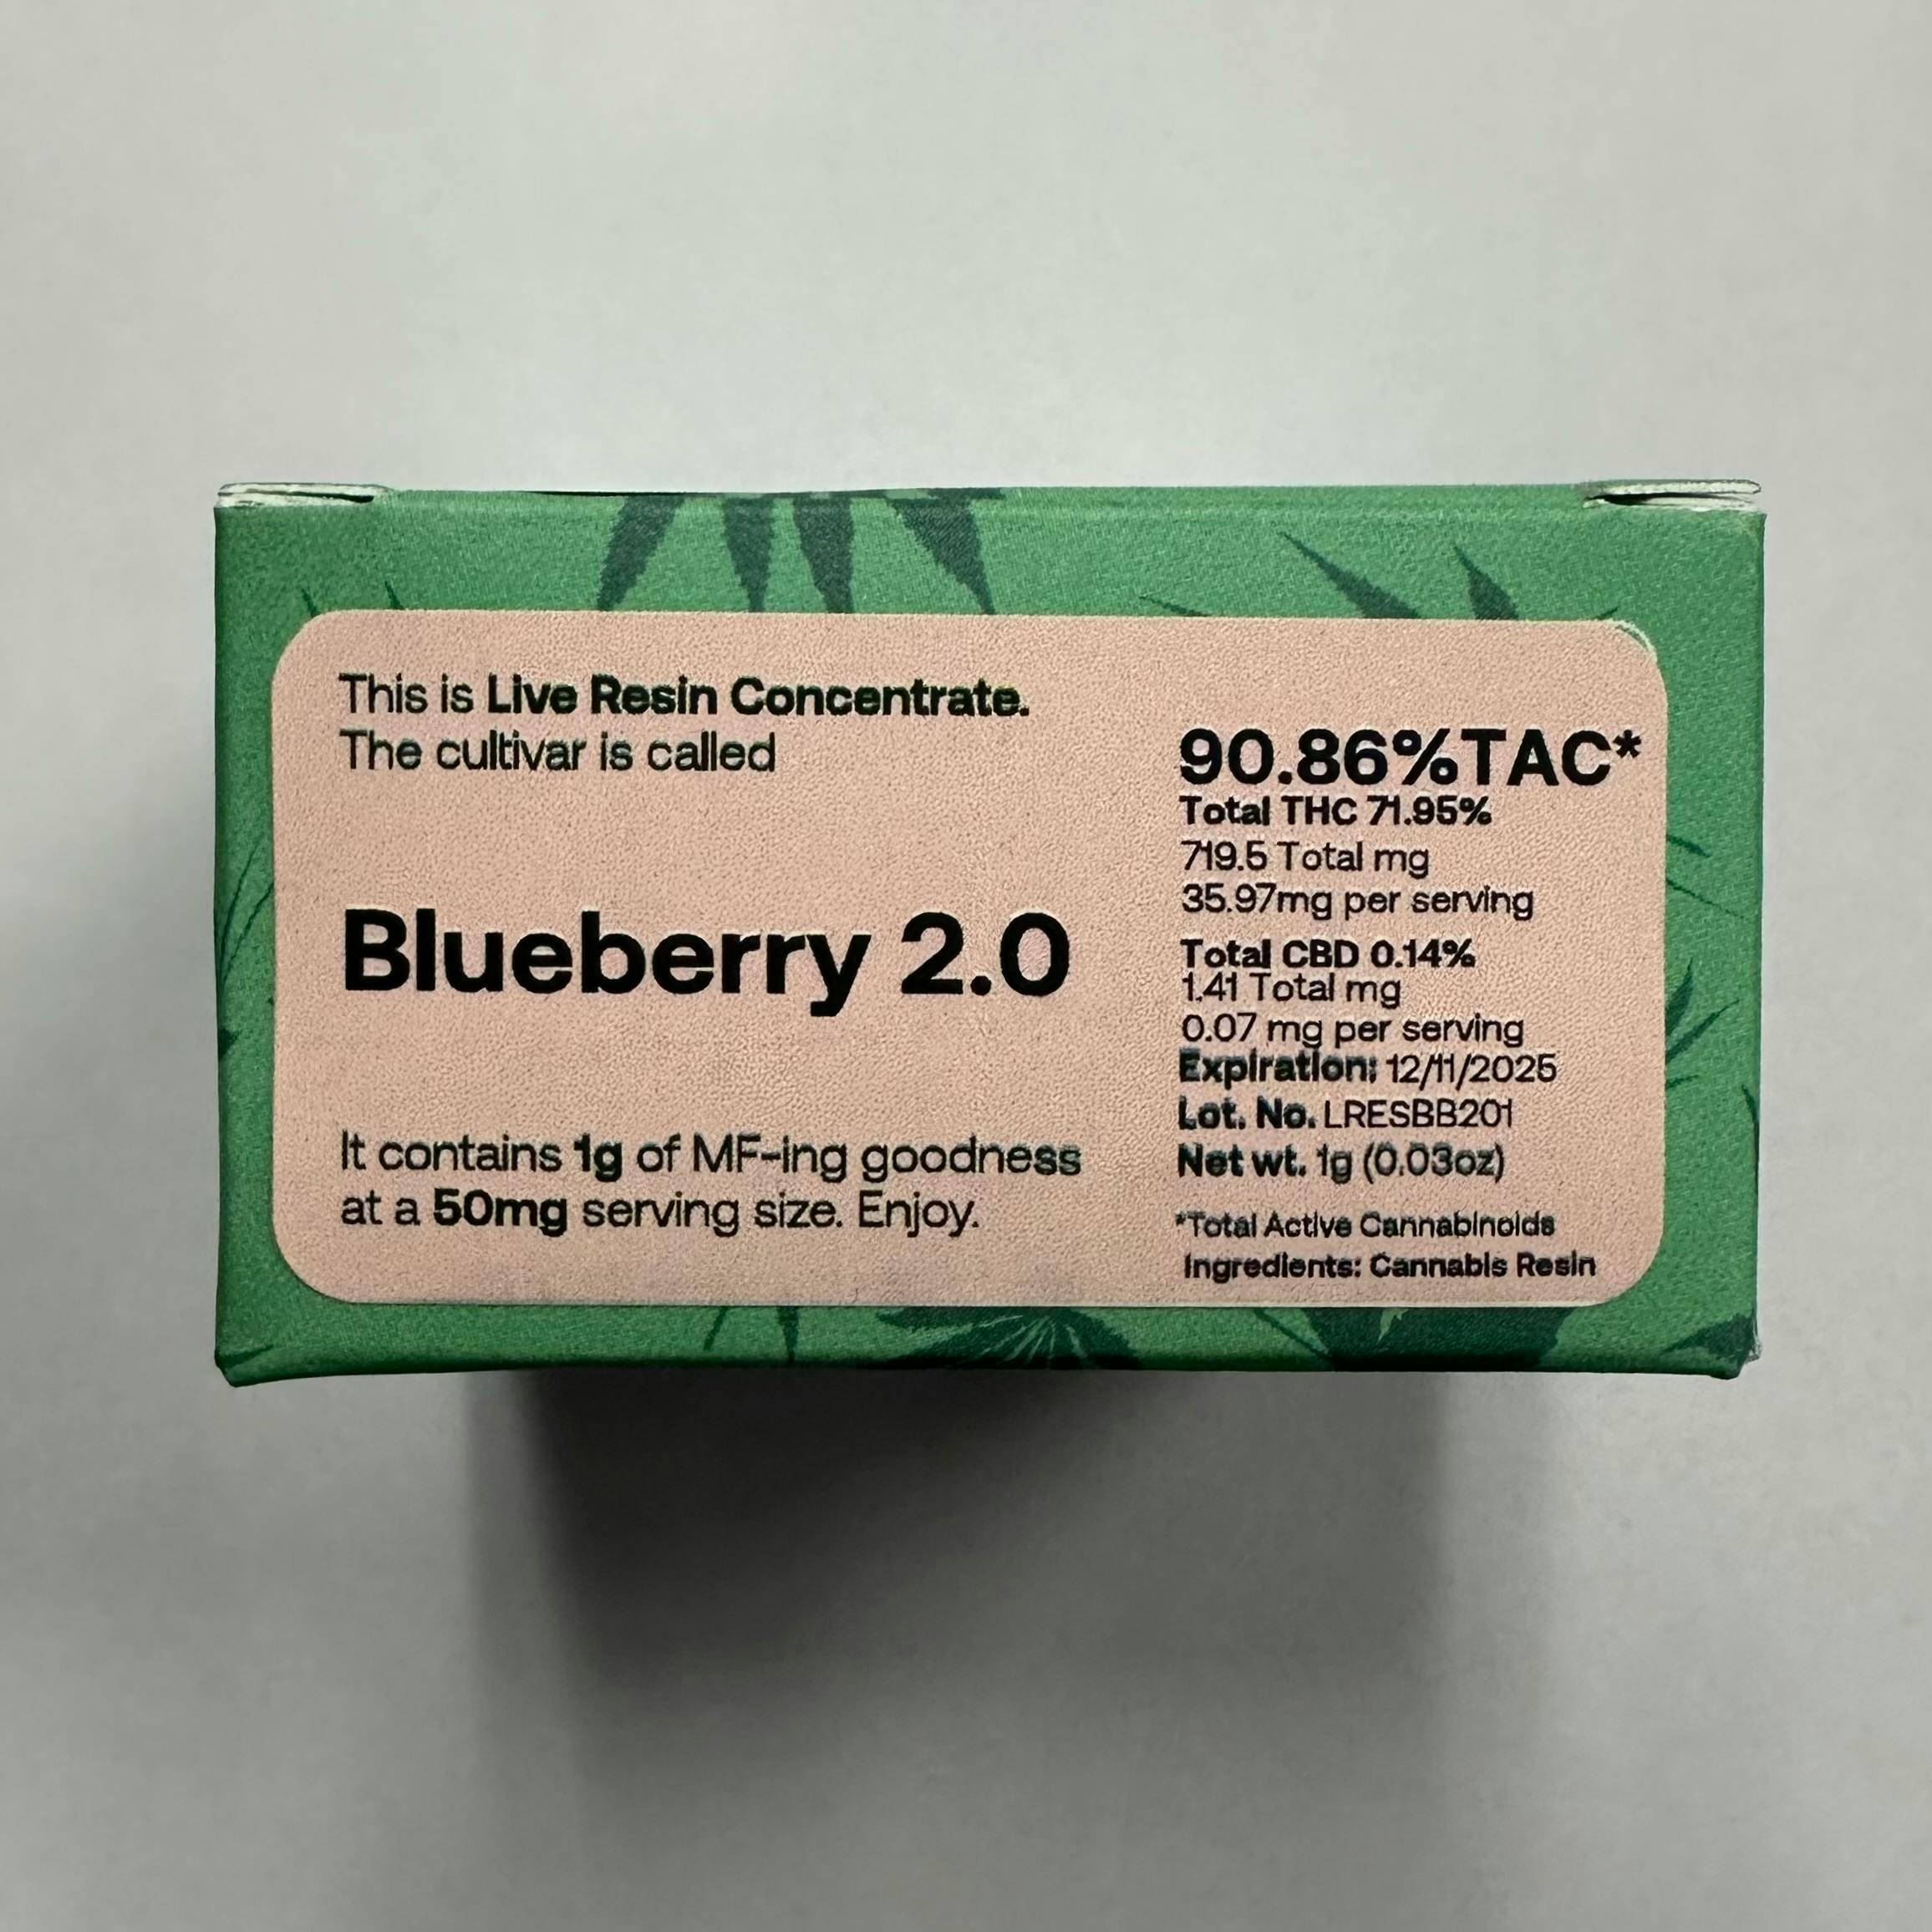 This is Live Resin Concentrate.
The cultivar is called
Blueberry 2.0
It contains 1g of MF-ing goodness
at a 50mg serving size. Enjoy.
90.86%TAC*
Total THC 71.95%
719.5 Total mg
35.97mg per serving
Total CBD 0.14%
1.41 Total mg
0.07 mg per serving
Expiration: 12/11/2025
Lot. No. LRESBB201
Net wt. 1g (0.03oz)
*Total Active Cannabinoids
Ingredients: Cannabis Resin